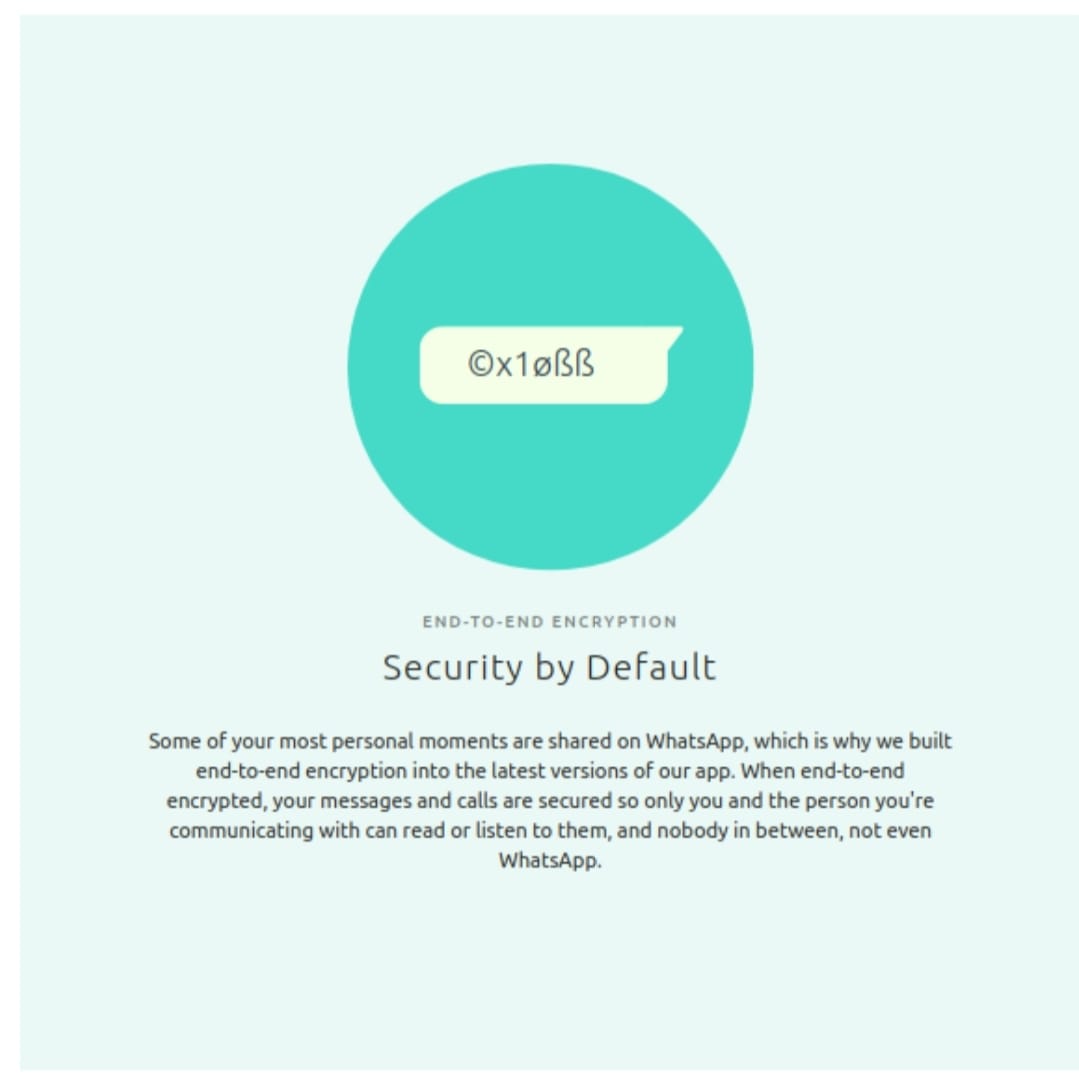 ©x1øßß
END-TO-END ENCRYPTION
Security by Default
Some of your most personal moments are shared on WhatsApp, which is why we built
end-to-end encryption into the latest versions of our app. When end-to-end
encrypted, your messages and calls are secured so only you and the person you're
communicating with can read or listen to them, and nobody in between, not even
WhatsApp.